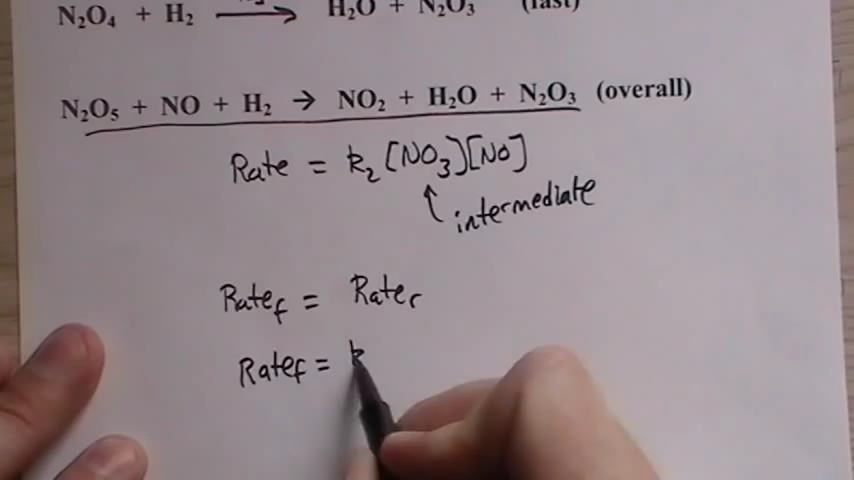 N₂O₄ + H₂ ⟶ H₂O + N₂O₃ (fast)
N₂O₅ + NO + H₂ → NO₂ + H₂O + N₂O₃ (overall)
Rate = k₂ [NO₃][NO]
intermediate
Rate_f = Rate_r
Rate_f = k